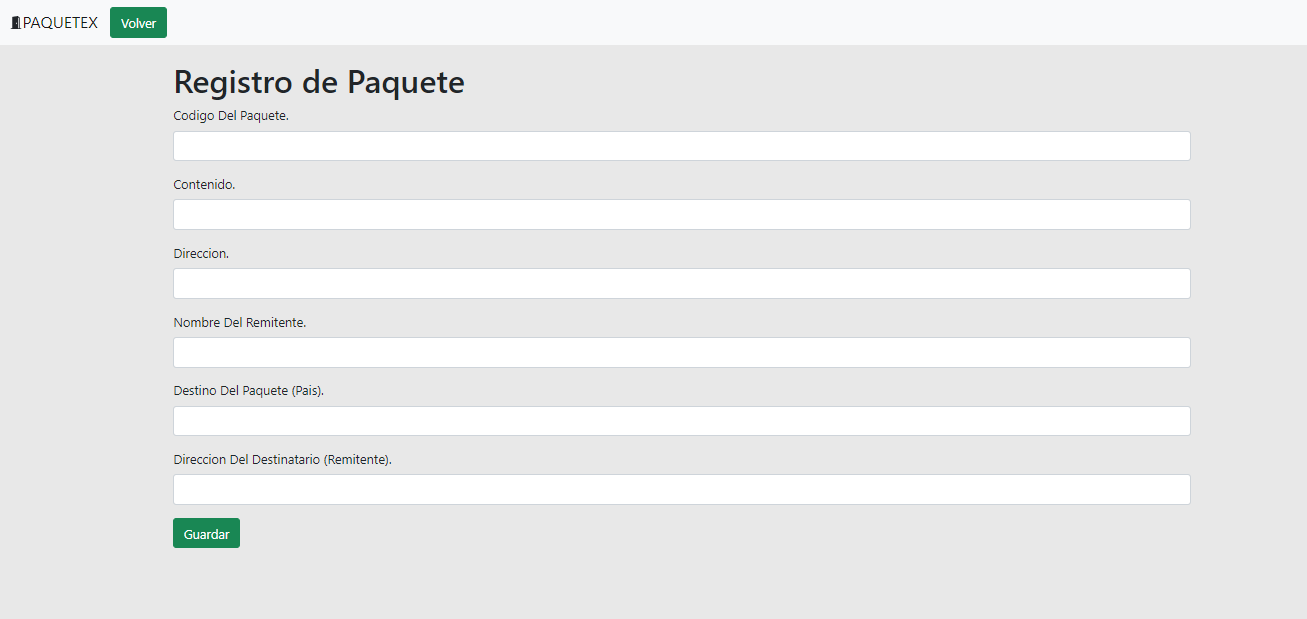 PAQUETEX Volver
Registro de Paquete
Codigo Del Paquete.
Contenido.
Direccion.
Nombre Del Remitente.
Destino Del Paquete (Pais).
Direccion Del Destinatario (Remitente).
Guardar